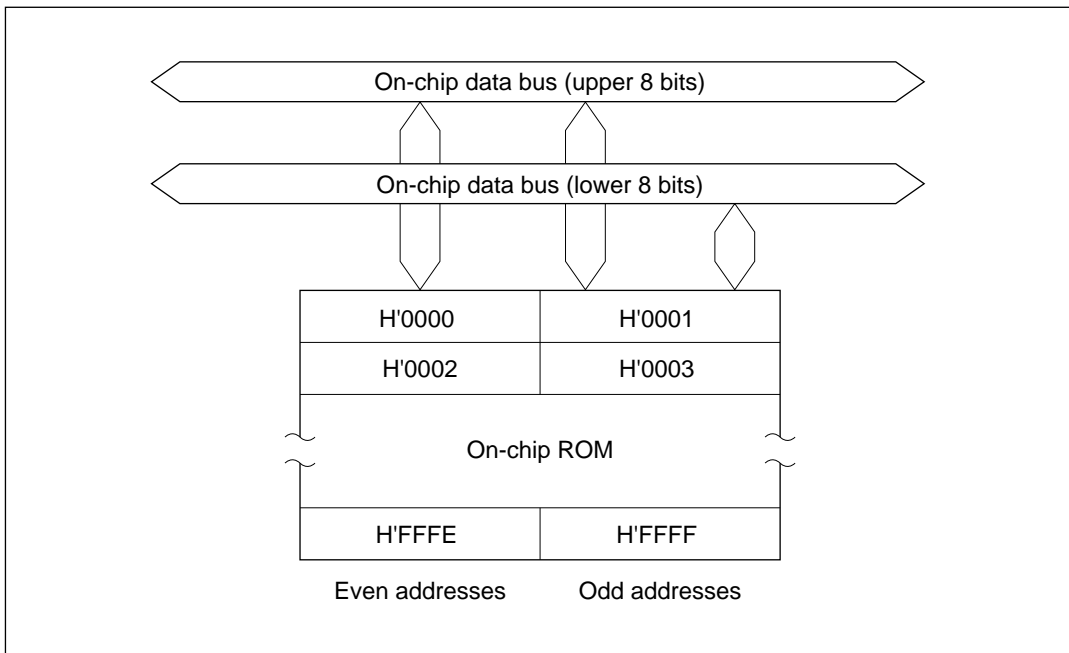 On-chip data bus (upper 8 bits)
On-chip data bus (lower 8 bits)
H'0000 H'0001
H'0002 H'0003
On-chip ROM
H'FFFE H'FFFF
Even addresses Odd addresses